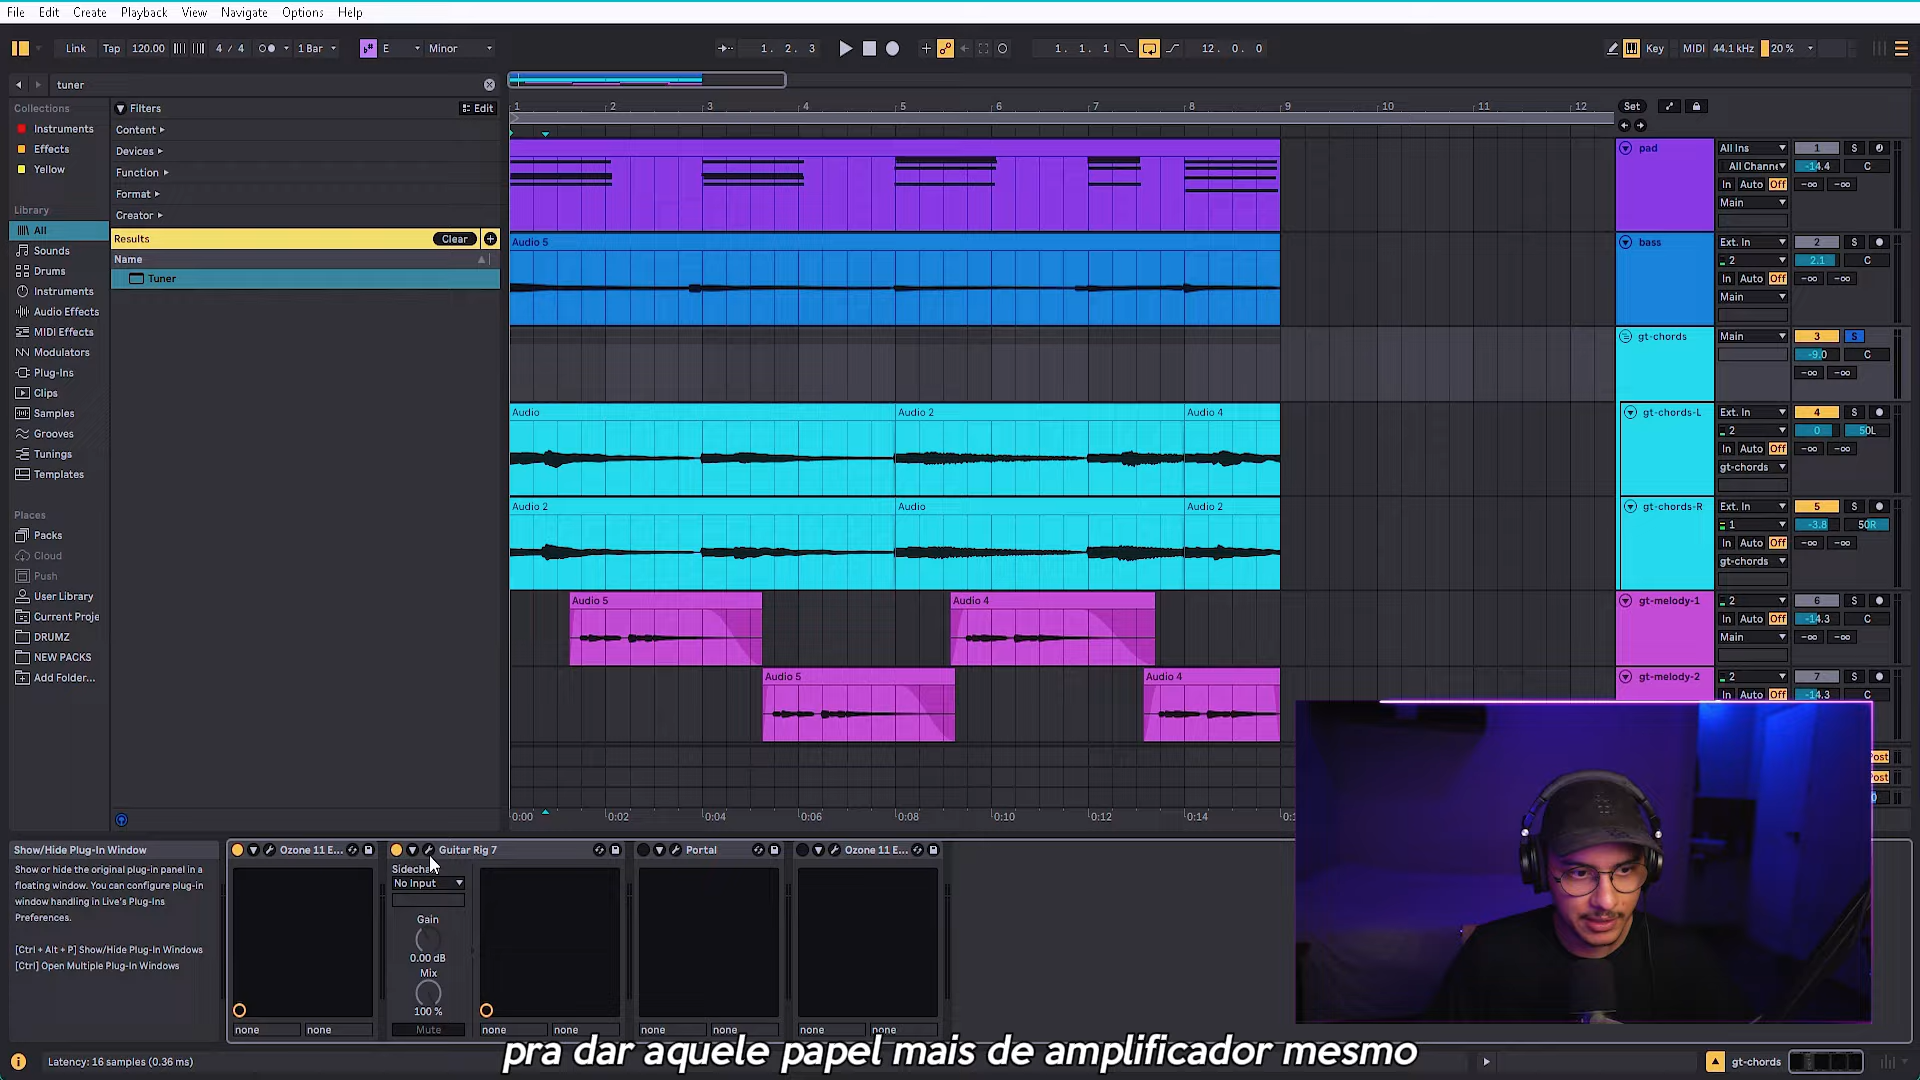 File Edit Create Playback View Navigate Options Help
Link Tap 120.00 4 / 4 1 Bar E Minor 1. 2. 3 1. 1. 1 12. 0. 0 Key MIDI 44.1 kHz 20 %
tuner
Collections
Instruments
Effects
Yellow
Library
All
Sounds
Drums
Instruments
Audio Effects
MIDI Effects
Modulators
Plug-Ins
Clips
Samples
Grooves
Tunings
Templates
Places
Packs
Cloud
Push
User Library
Current Proje
DRUMZ
NEW PACKS
Add Folder...
Filters Edit
Content
Devices
Function
Format
Creator
Results Clear
Name
Tuner
1 2 3 4 5 6 7 8 9 10 11 12 Set
pad All Ins 1 S
All Channe -14.4 C
In Auto Off -∞ -∞
Main
Audio 5 bass Ext. In 2 S
2 2.1 C
In Auto Off -∞ -∞
Main
gt-chords Main 3 S
-9.0 C
-∞ -∞
Audio Audio 2 Audio 4 gt-chords-L Ext. In 4 S
2 0 50L
In Auto Off -∞ -∞
gt-chords
Audio 2 Audio Audio 2 gt-chords-R Ext. In 5 S
1 -3.8 50R
In Auto Off -∞ -∞
gt-chords
Audio 5 Audio 4 gt-melody-1 2 6 S
In Auto Off -14.3 C
Main -∞ -∞
Audio 5 Audio 4 gt-melody-2 2 7 S
In Auto Off -14.3 C
Post
Post
0:00 0:02 0:04 0:06 0:08 0:10 0:12 0:14
Show/Hide Plug-In Window
Show or hide the original plug-in panel in a
floating window. You can configure plug-in
window handling in Live's Plug-Ins
Preferences.
[Ctrl + Alt + P] Show/Hide Plug-In Windows
[Ctrl] Open Multiple Plug-In Windows
Ozone 11 E... Guitar Rig 7 Portal Ozone 11 E...
No Input
Gain
0.00 dB
Mix
100 %
Mute
none none none none none none none none
pra dar aquele papel mais de amplificador mesmo
Latency: 16 samples (0.36 ms) gt-chords